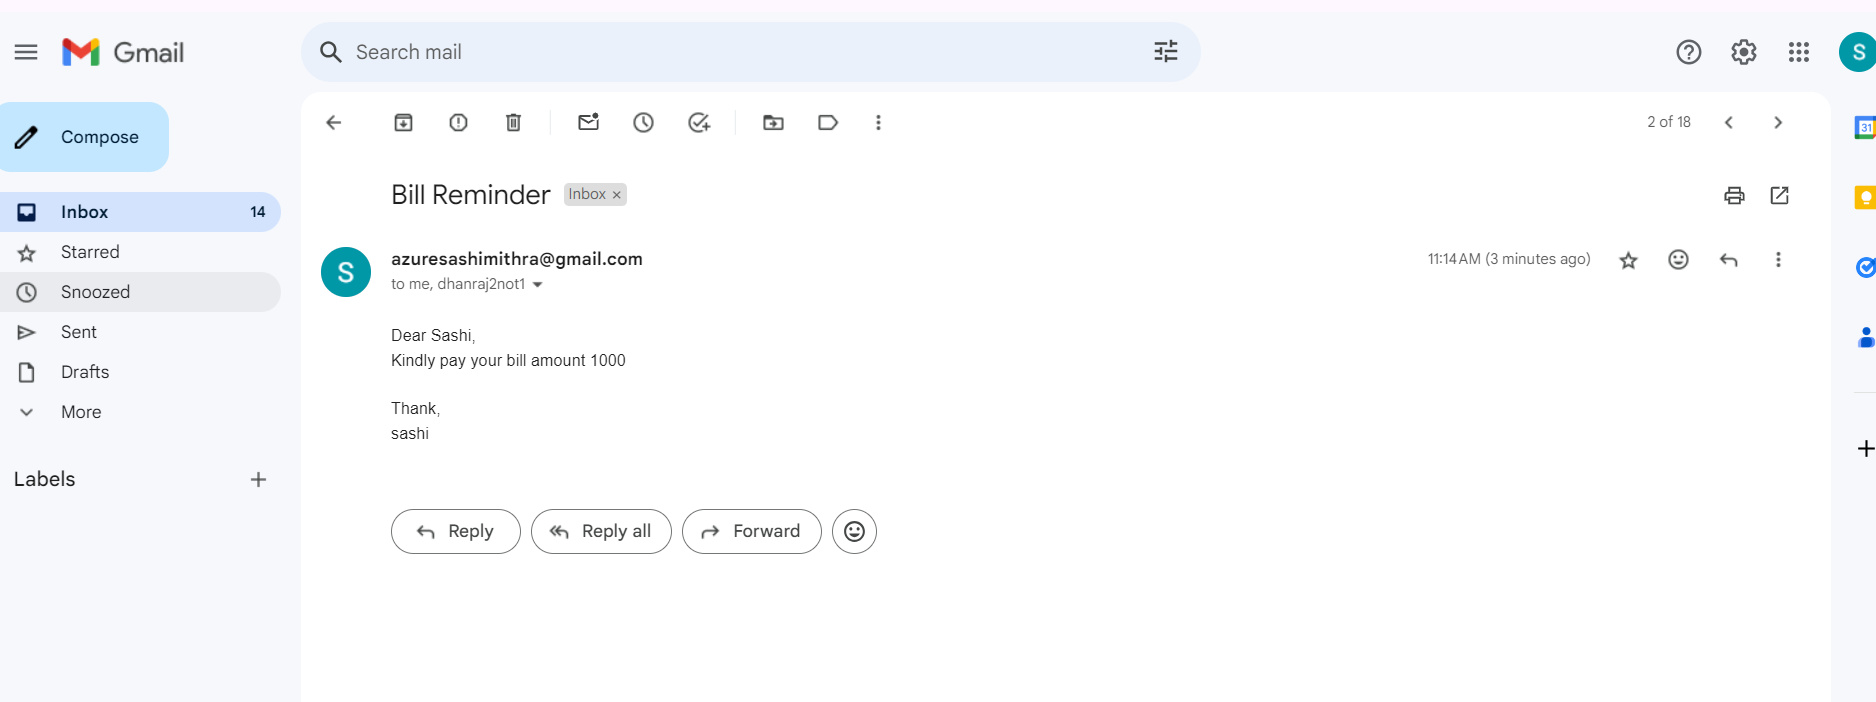 Gmail
Search mail
S
Compose
2 of 18
31
Bill Reminder Inbox ×
Inbox 14
Starred
Snoozed
Sent
Drafts
More
Labels
S
azuresashimithra@gmail.com
11:14 AM (3 minutes ago)
to me, dhanraj2not1
Dear Sashi,
Kindly pay your bill amount 1000
Thank,
sashi
Reply
Reply all
Forward